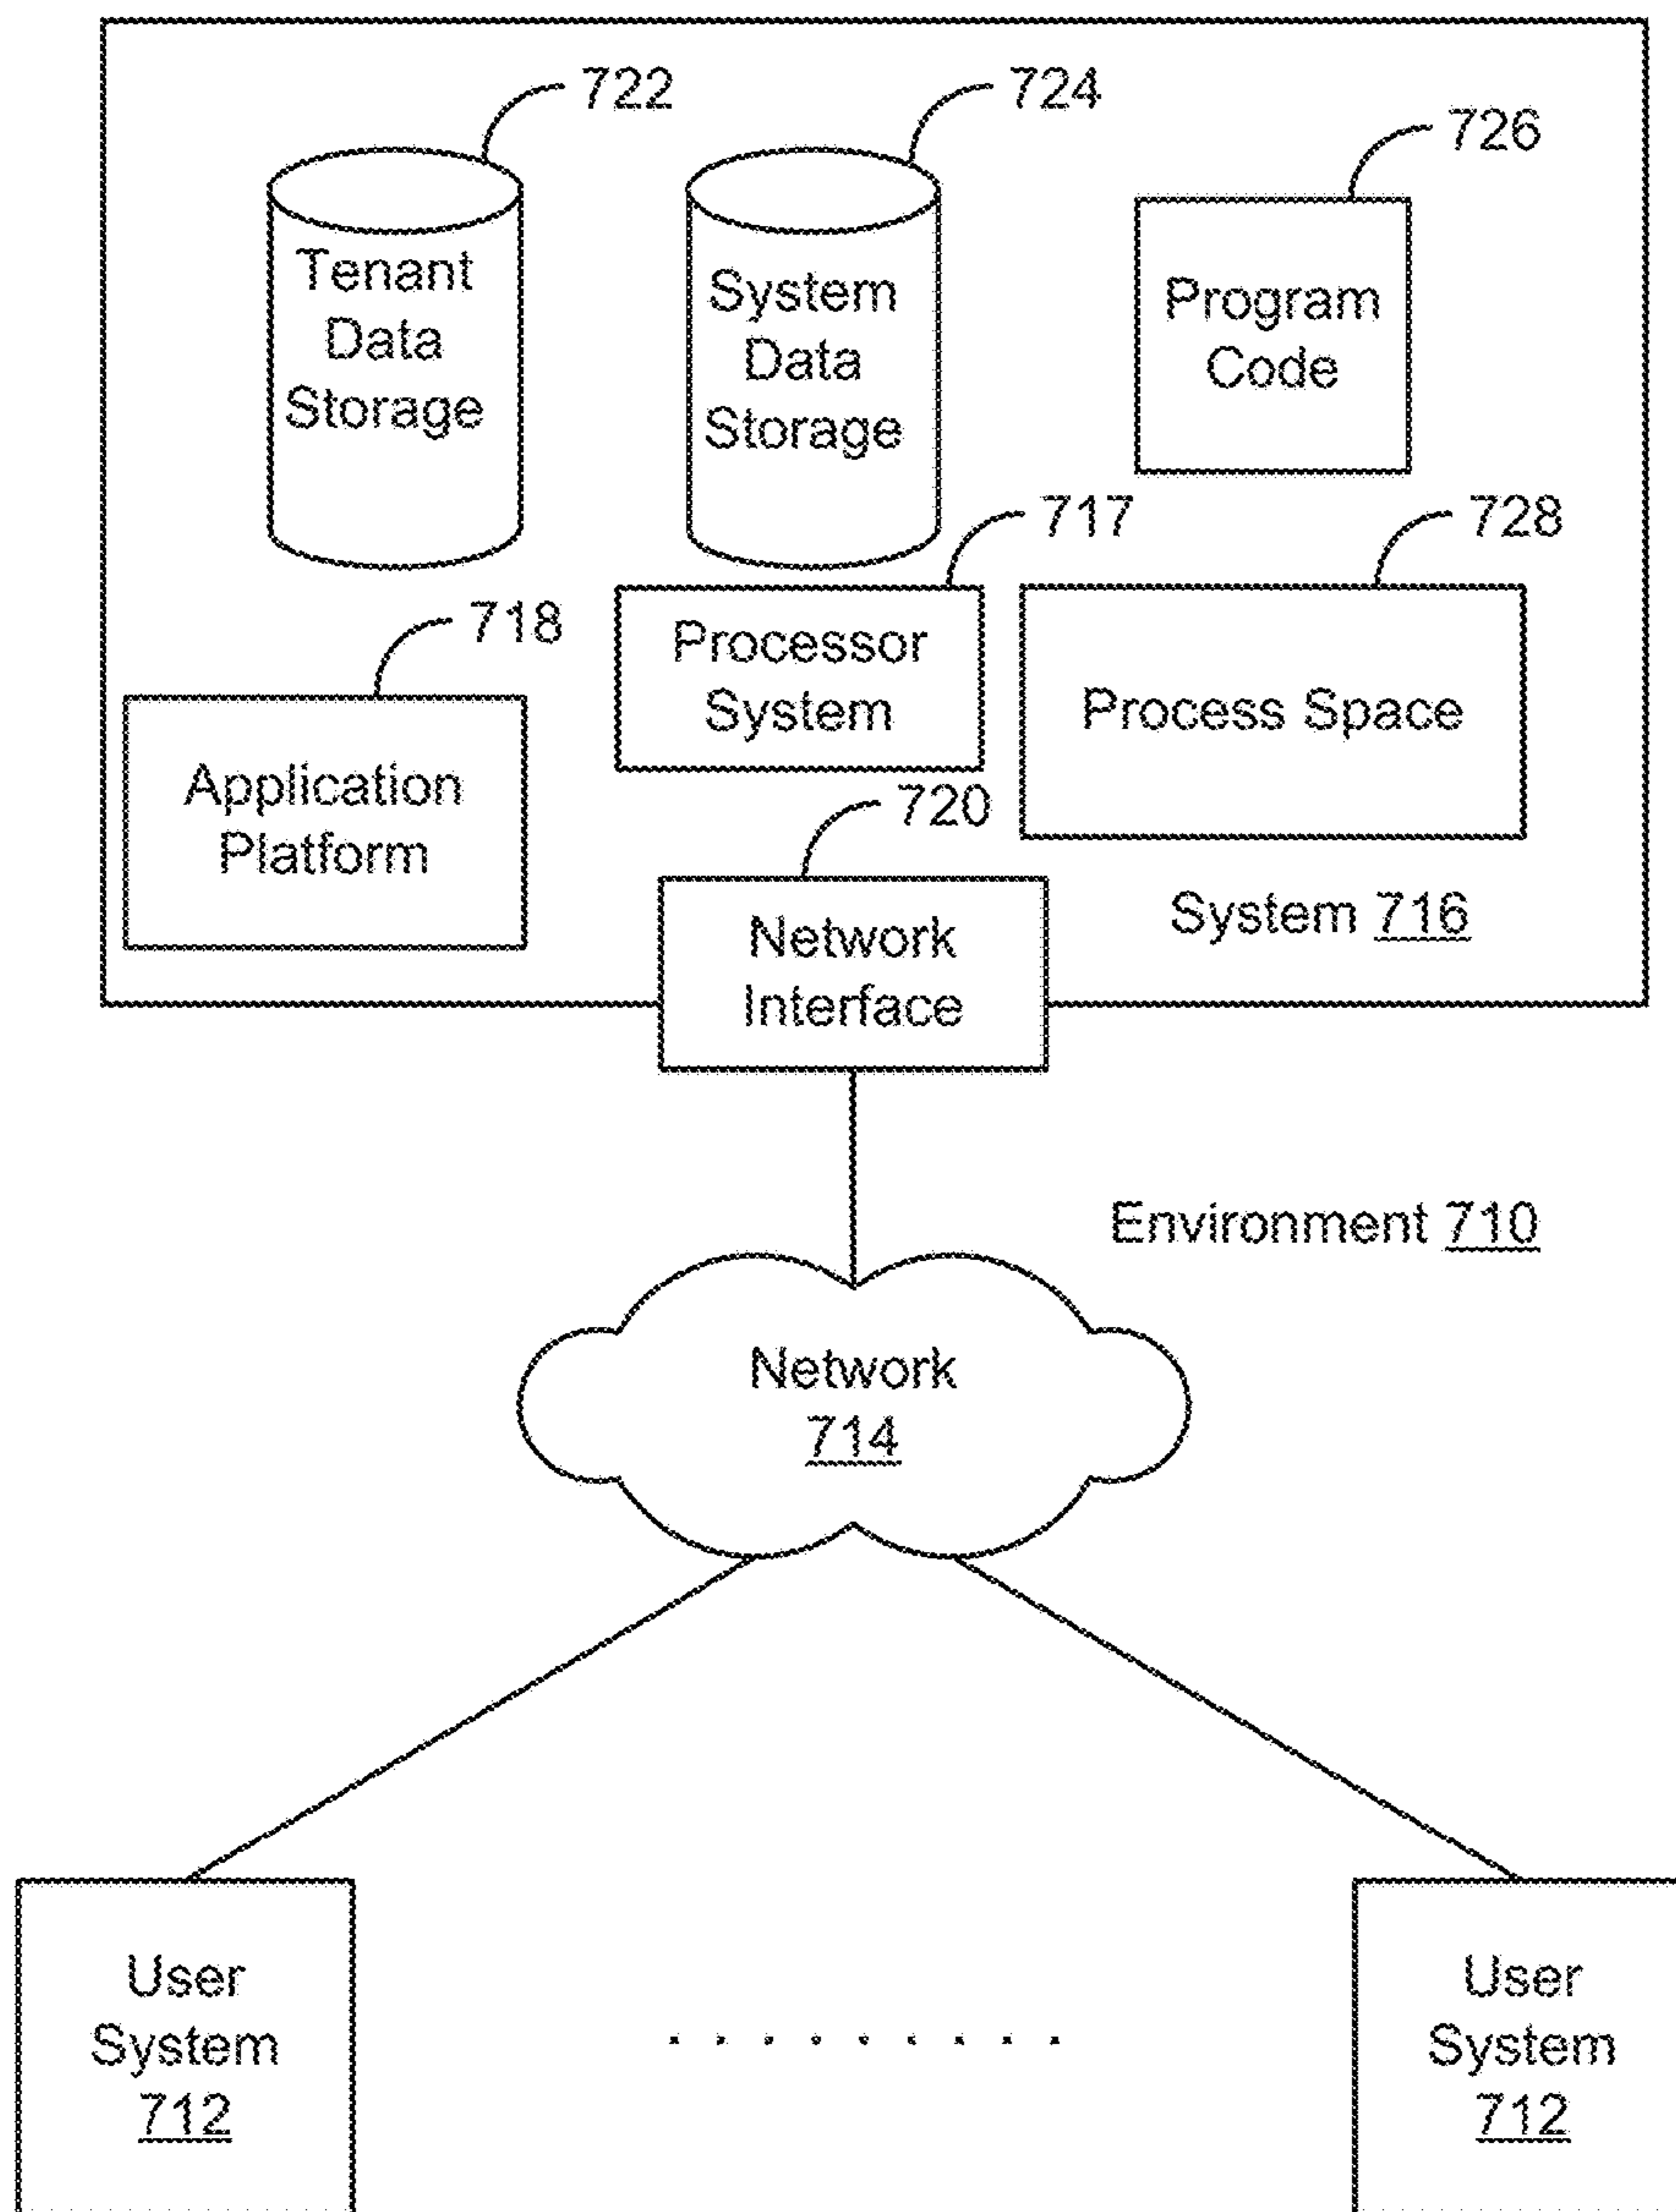 722
724
726
Tenant
Data
Storage
System
Data
Storage
Program
Code
717
728
718
Processor
System
Process Space
Application
Platform
720
System 716
Network
Interface
Environment 710
Network
714
User
System
712
User
System
712